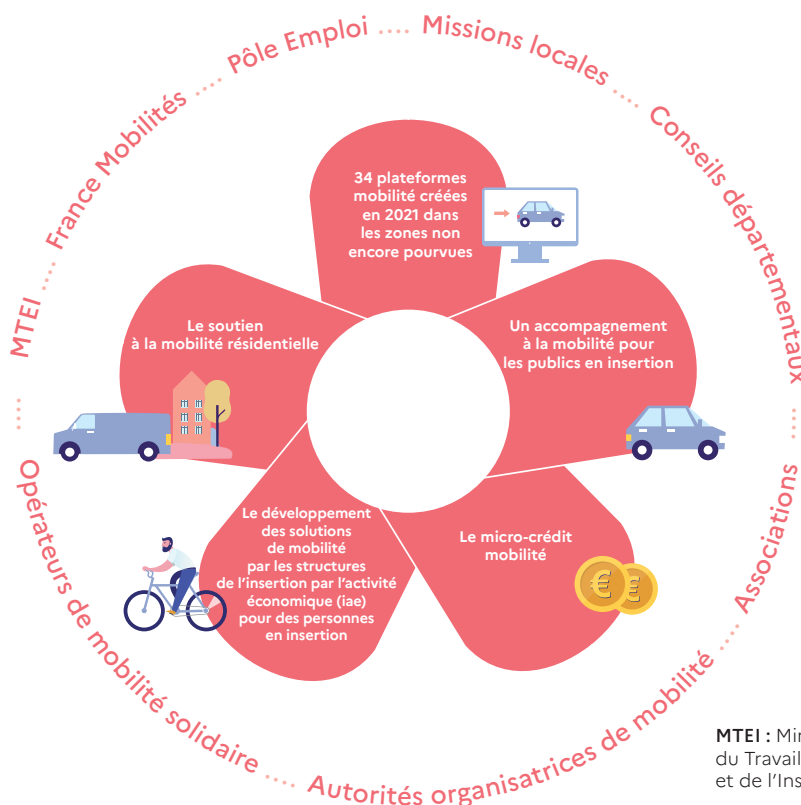 Pôle Emploi .... Missions locales .... Conseils départementaux .... Associations .... Autorités organisatrices de mobilité .... Opérateurs de mobilité solidaire .... MTEI .... France Mobilités ....
34 plateformes
mobilité créées
en 2021 dans
les zones non
encore pourvues
Un accompagnement
à la mobilité pour
les publics en insertion
Le micro-crédit
mobilité
Le développement
des solutions
de mobilité
par les structures
de l'insertion par l'activité
économique (iae)
pour des personnes
en insertion
Le soutien
à la mobilité résidentielle
MTEI :
du Travail
et de